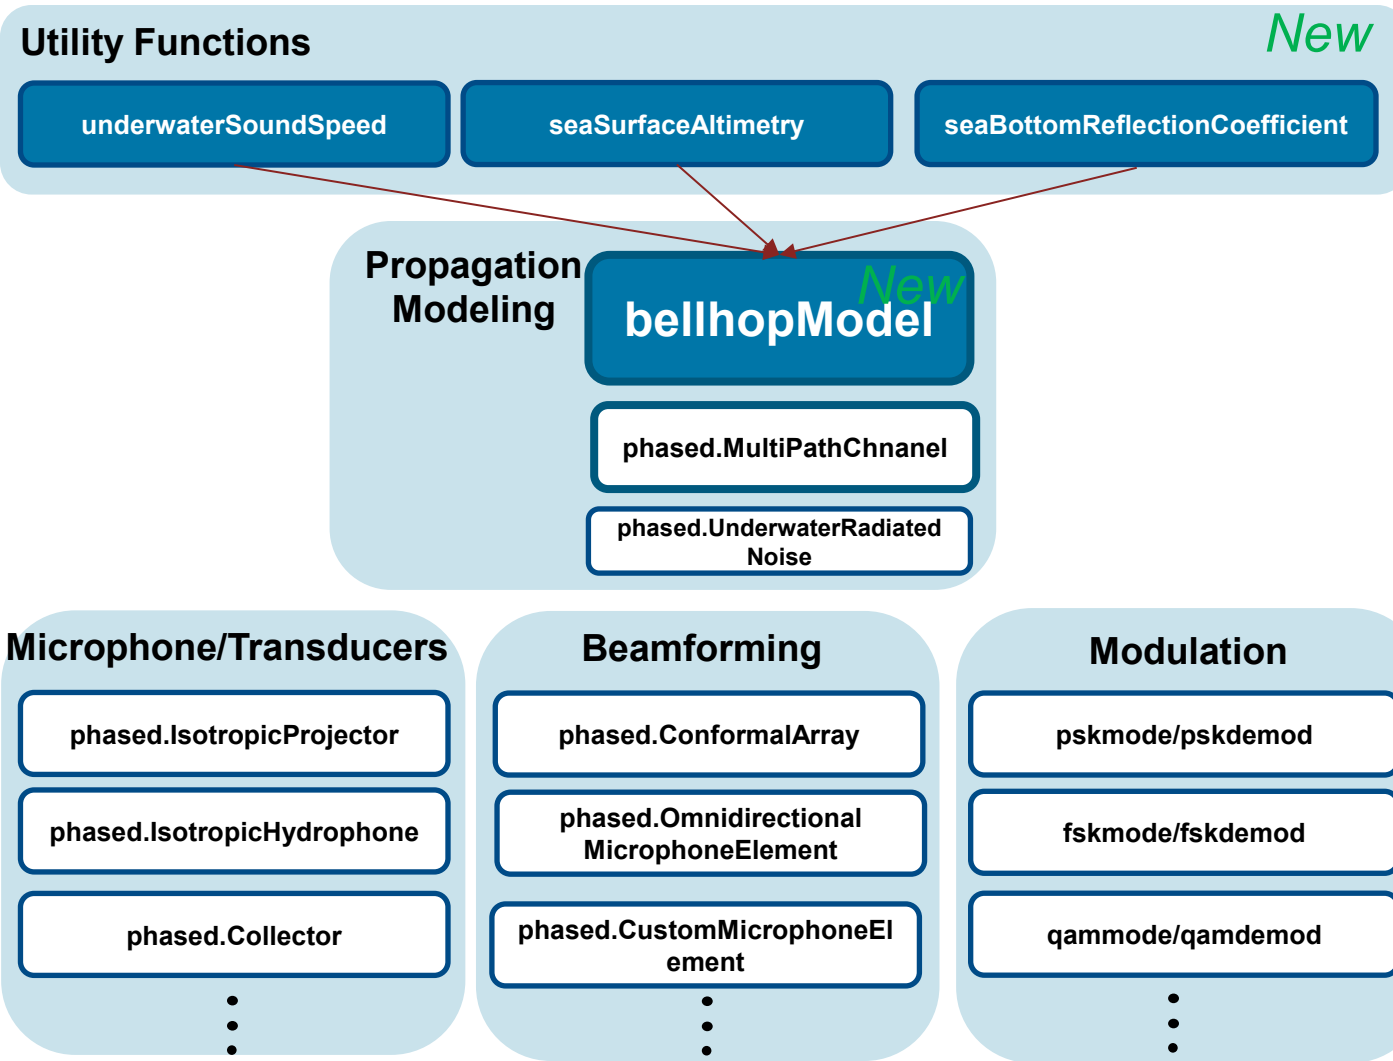 Utility Functions
New
underwaterSoundSpeed
seaSurfaceAltimetry
seaBottomReflectionCoefficient
Propagation
Modeling
New
bellhopModel
phased.MultiPathChnanel
phased.UnderwaterRadiated
Noise
Microphone/Transducers
phased.IsotropicProjector
phased.IsotropicHydrophone
phased.Collector
Beamforming
phased.ConformalArray
phased.Omnidirectional
MicrophoneElement
phased.CustomMicrophoneEl
ement
Modulation
pskmode/pskdemod
fskmode/fskdemod
qammode/qamdemod